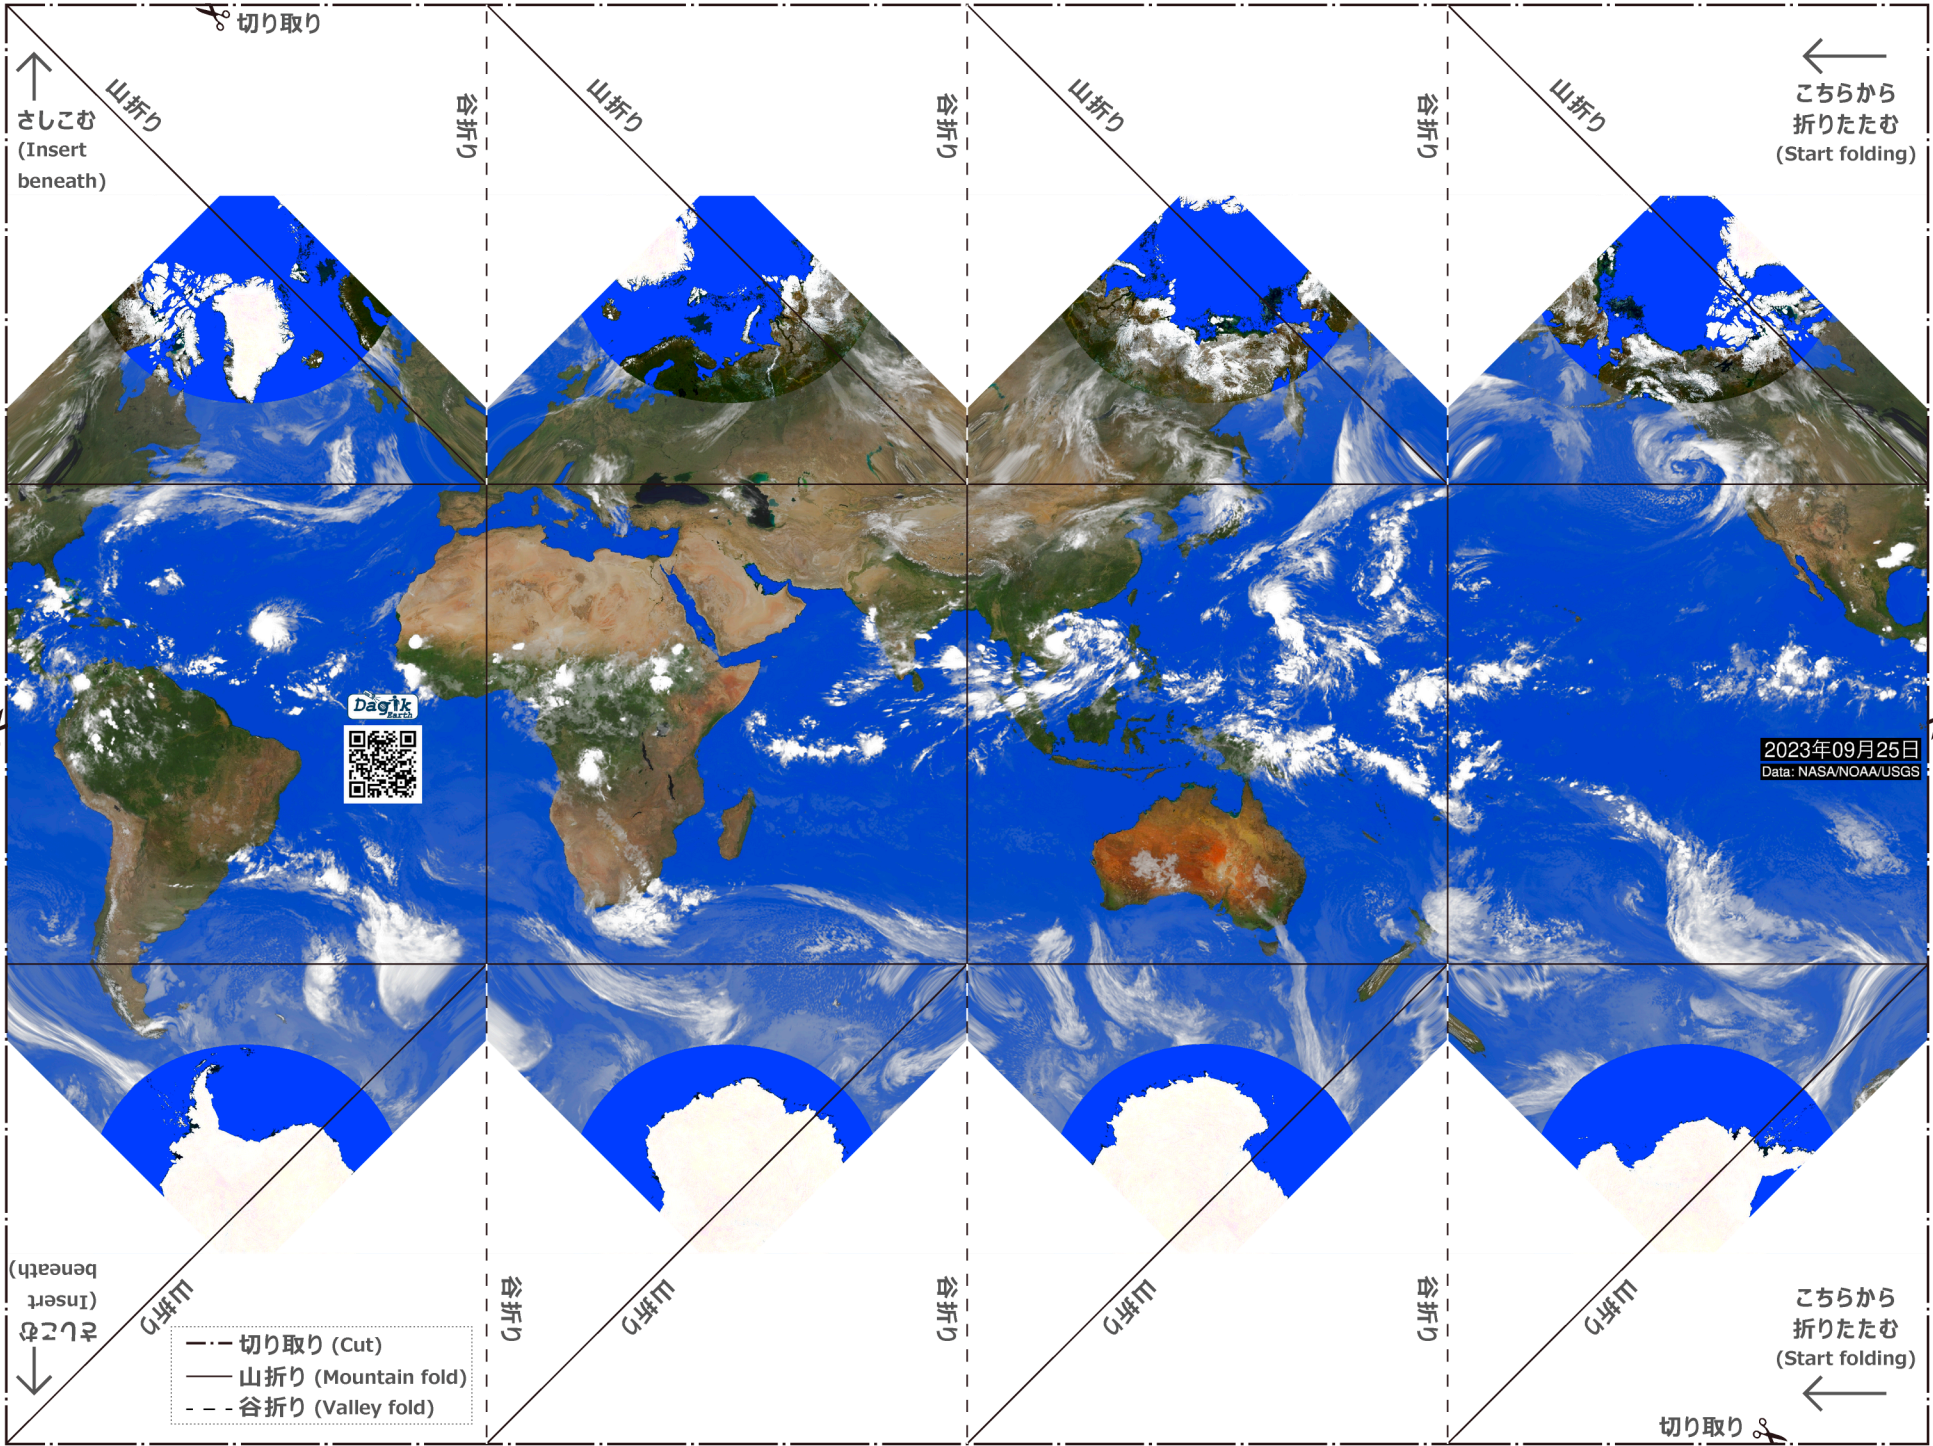 切り取り
山折り
谷折り
山折り
谷折り
山折り
谷折り
山折り
さしこむ
(Insert
beneath)
こちらから
折りたたむ
(Start folding)
Dagik
Earth
2023年09月25日
Data: NASA/NOAA/USGS
さしこむ
(Insert
beneath)
山折り
谷折り
山折り
谷折り
山折り
谷折り
山折り
こちらから
折りたたむ
(Start folding)
切り取り (Cut)
山折り (Mountain fold)
谷折り (Valley fold)
切り取り